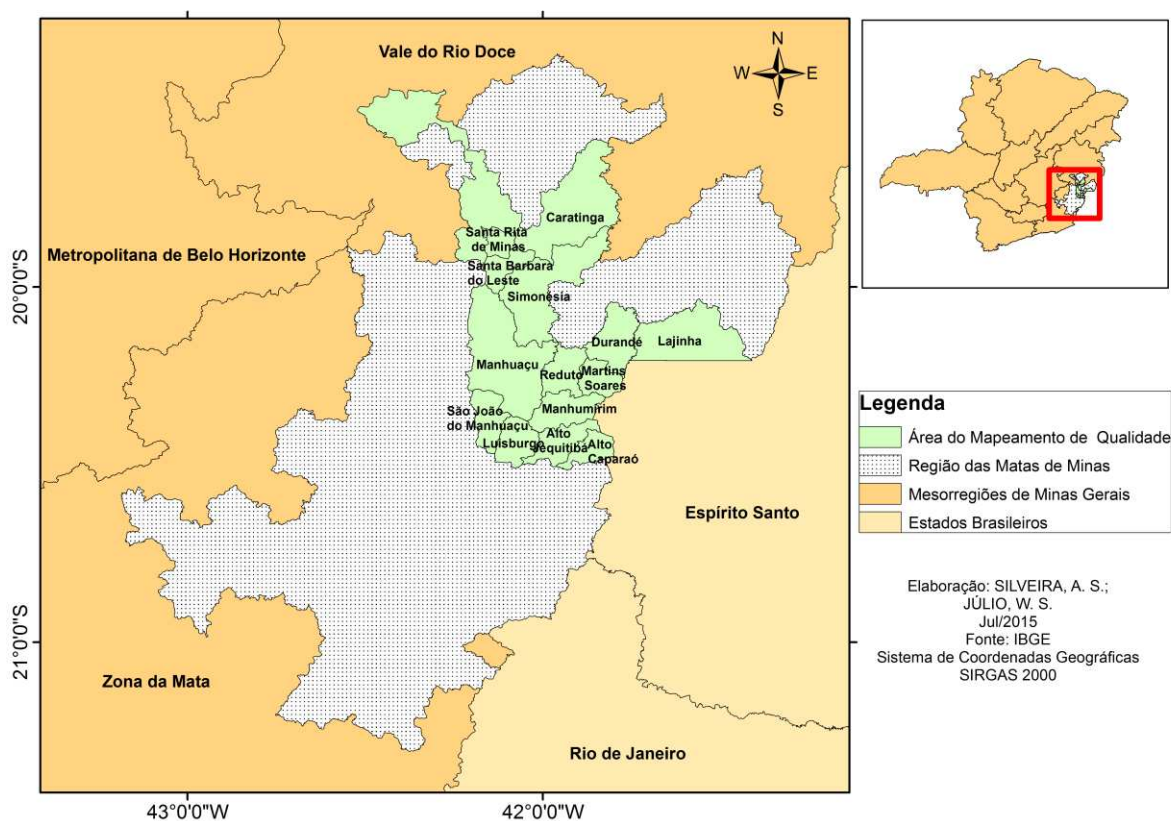 Vale do Rio Doce
N
W E
S
Caratinga
Santa Rita
de Minas
Metropolitana de Belo Horizonte
Santa Barbara
do Leste
Simonésia
20°0'0"S
Durandé
Lajinha
Manhuaçu
Reduto
Martins
Soares
São João
do Manhuaçu
Manhumirim
Luisburgo
Alto
Jequitibá
Alto
Caparaó
Espírito Santo
21°0'0"S
Zona da Mata
Rio de Janeiro
43°0'0"W
42°0'0"W
Legenda
Área do Mapeamento de Qualidade
Região das Matas de Minas
Mesorregiões de Minas Gerais
Estados Brasileiros
Elaboração: SILVEIRA, A. S.;
JÚLIO, W. S.
Jul/2015
Fonte: IBGE
Sistema de Coordenadas Geográficas
SIRGAS 2000